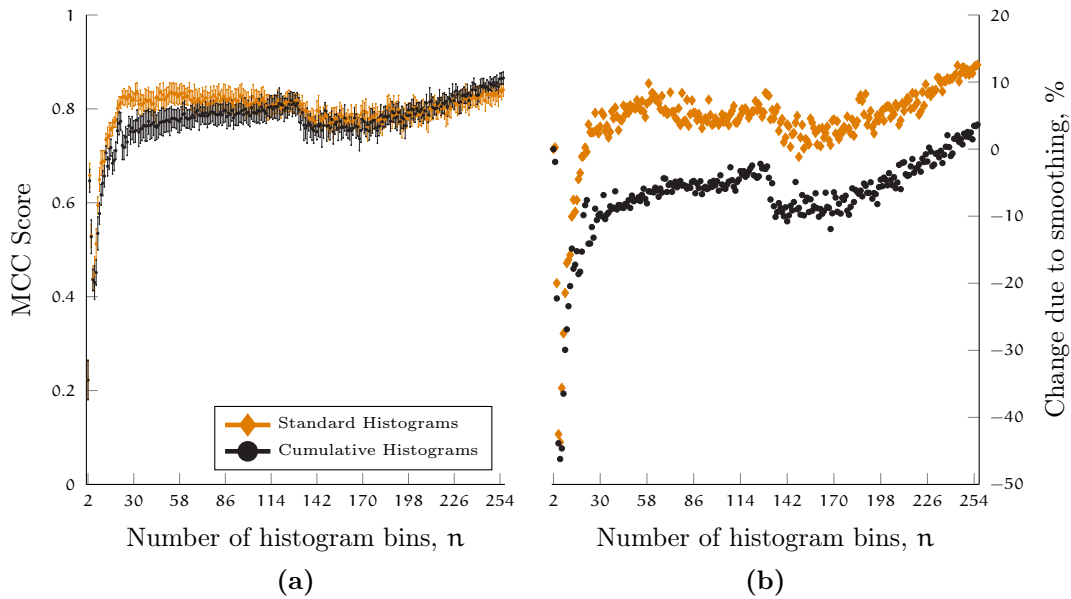 1
0.8
0.6
0.4
0.2
0
MCC Score
Standard Histograms
Cumulative Histograms
2 30 58 86 114 142 170 198 226 254
Number of histogram bins, n
(a)
20
10
0
−10
−20
−30
−40
−50
Change due to smoothing, %
2 30 58 86 114 142 170 198 226 254
Number of histogram bins, n
(b)